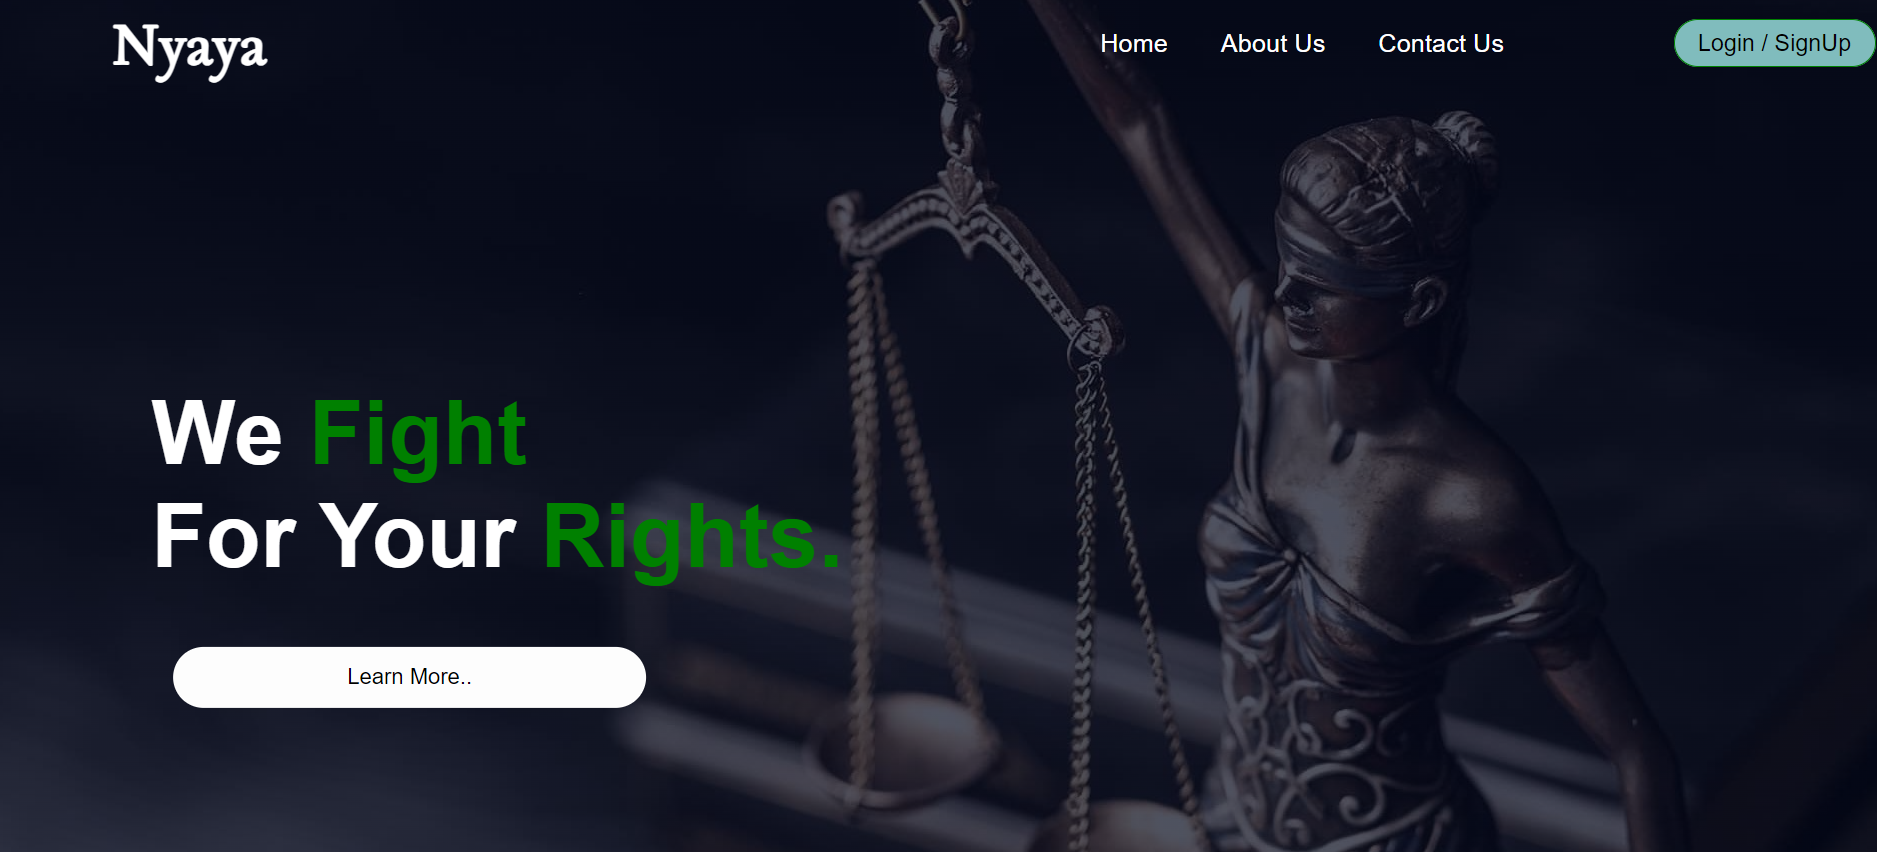 Nyaya
Home
About Us
Contact Us
Login / SignUp
We Fight
For Your Rights.
Learn More..